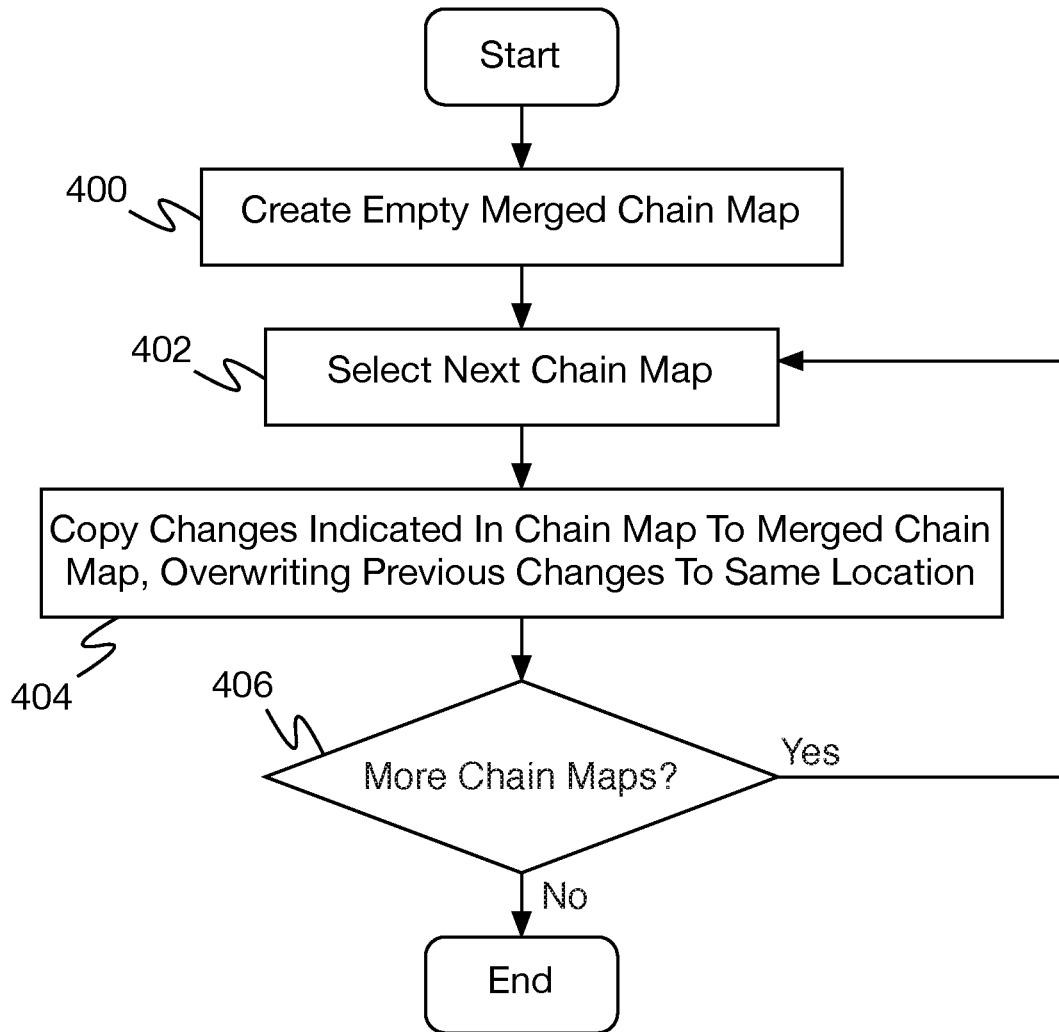 Start
400
Create Empty Merged Chain Map
402
Select Next Chain Map
Copy Changes Indicated In Chain Map To Merged Chain
Map, Overwriting Previous Changes To Same Location
404
406
More Chain Maps?
Yes
No
End